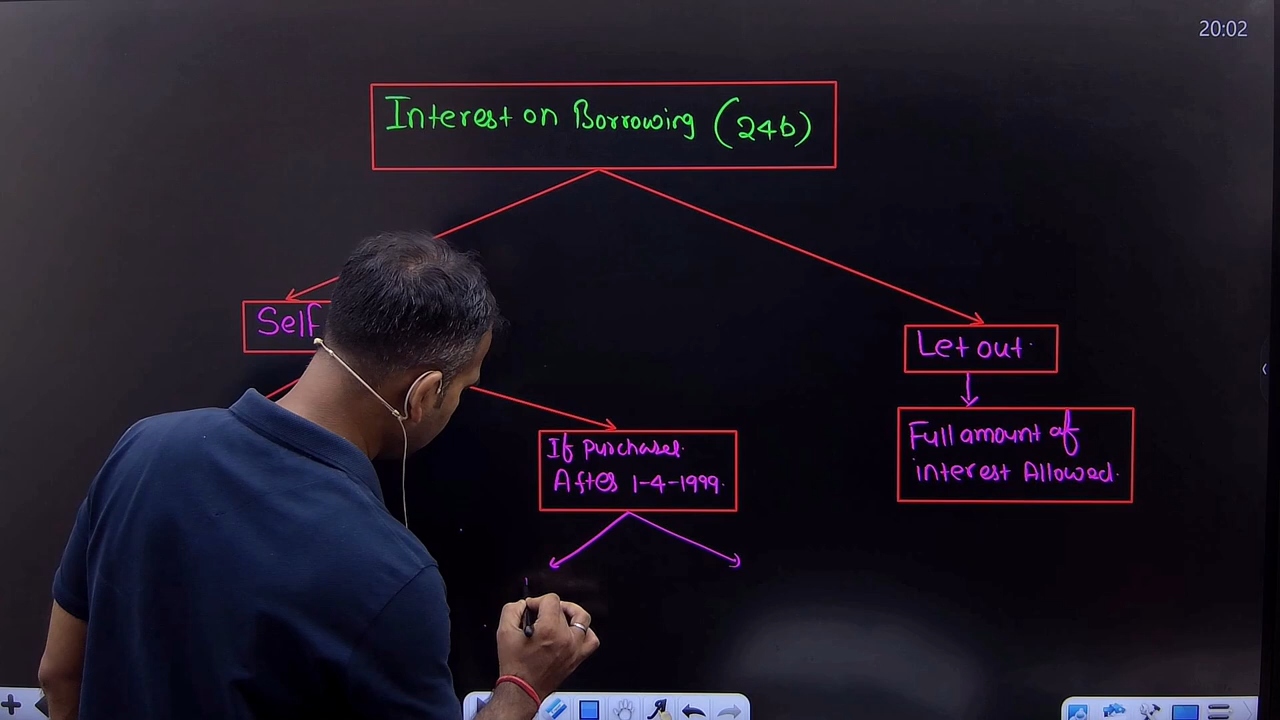 20:02
Interest on Borrowing (24b)
Self
Let out
If purchased
After 1-4-1999
Full amount of
interest Allowed